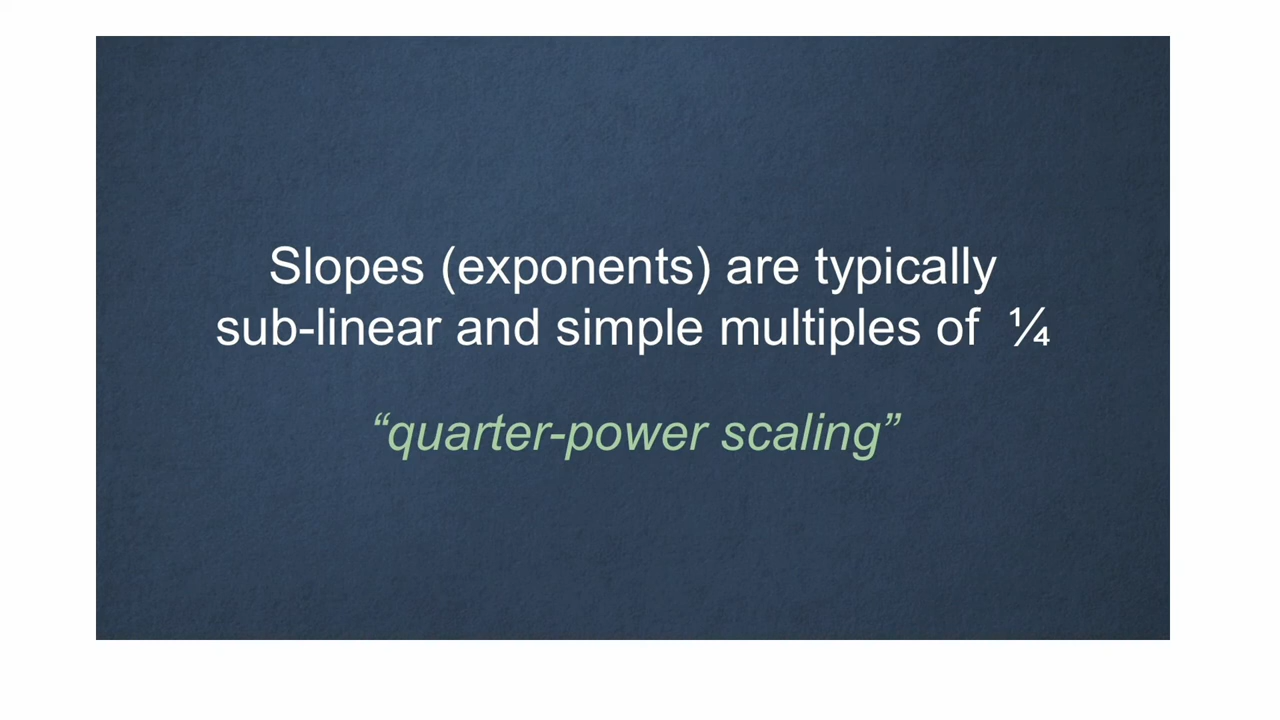 Slopes (exponents) are typically
sub-linear and simple multiples of ¼
“quarter-power scaling”